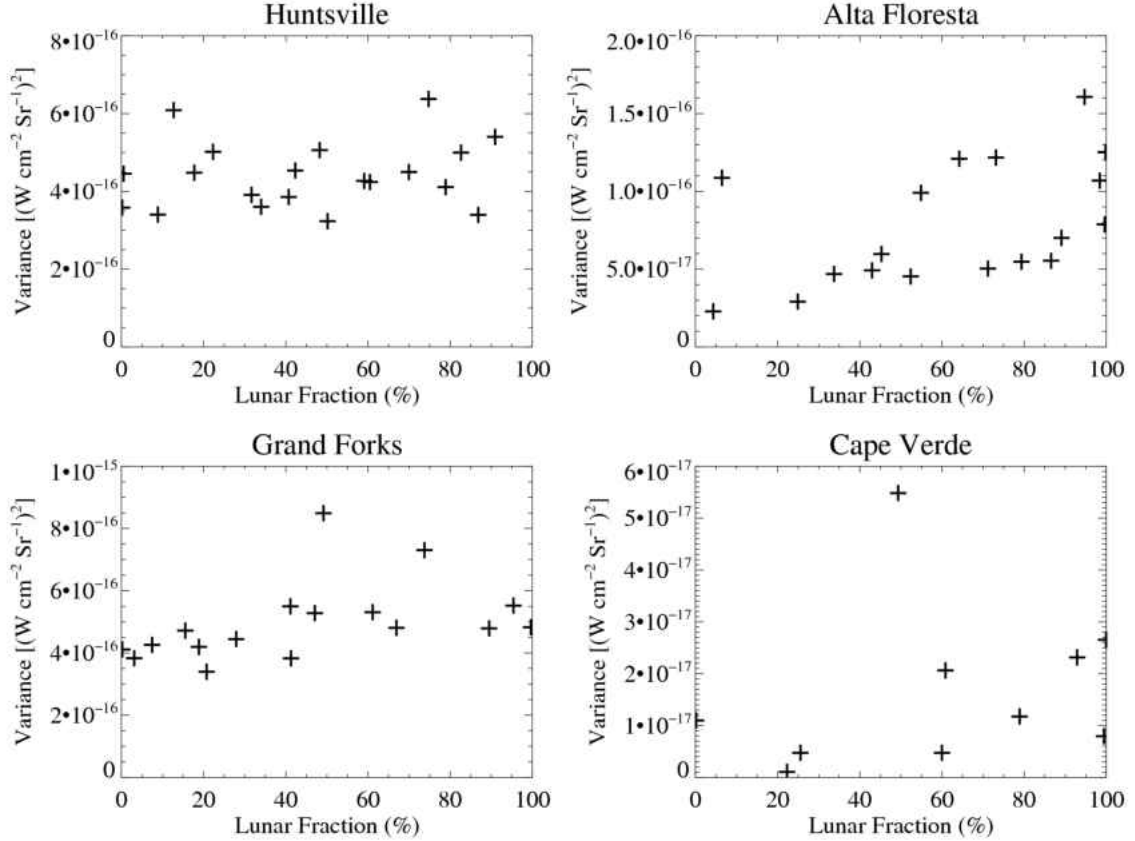 Huntsville
8•10⁻¹⁶
6•10⁻¹⁶
4•10⁻¹⁶
2•10⁻¹⁶
0
Variance [(W cm⁻² Sr⁻¹)²]
0 20 40 60 80 100
Lunar Fraction (%)
Alta Floresta
2.0•10⁻¹⁶
1.5•10⁻¹⁶
1.0•10⁻¹⁶
5.0•10⁻¹⁷
0
Variance [(W cm⁻² Sr⁻¹)²]
0 20 40 60 80 100
Lunar Fraction (%)
Grand Forks
1•10⁻¹⁵
8•10⁻¹⁶
6•10⁻¹⁶
4•10⁻¹⁶
2•10⁻¹⁶
0
Variance [(W cm⁻² Sr⁻¹)²]
0 20 40 60 80 100
Lunar Fraction (%)
Cape Verde
6•10⁻¹⁷
5•10⁻¹⁷
4•10⁻¹⁷
3•10⁻¹⁷
2•10⁻¹⁷
1•10⁻¹⁷
0
Variance [(W cm⁻² Sr⁻¹)²]
0 20 40 60 80 100
Lunar Fraction (%)